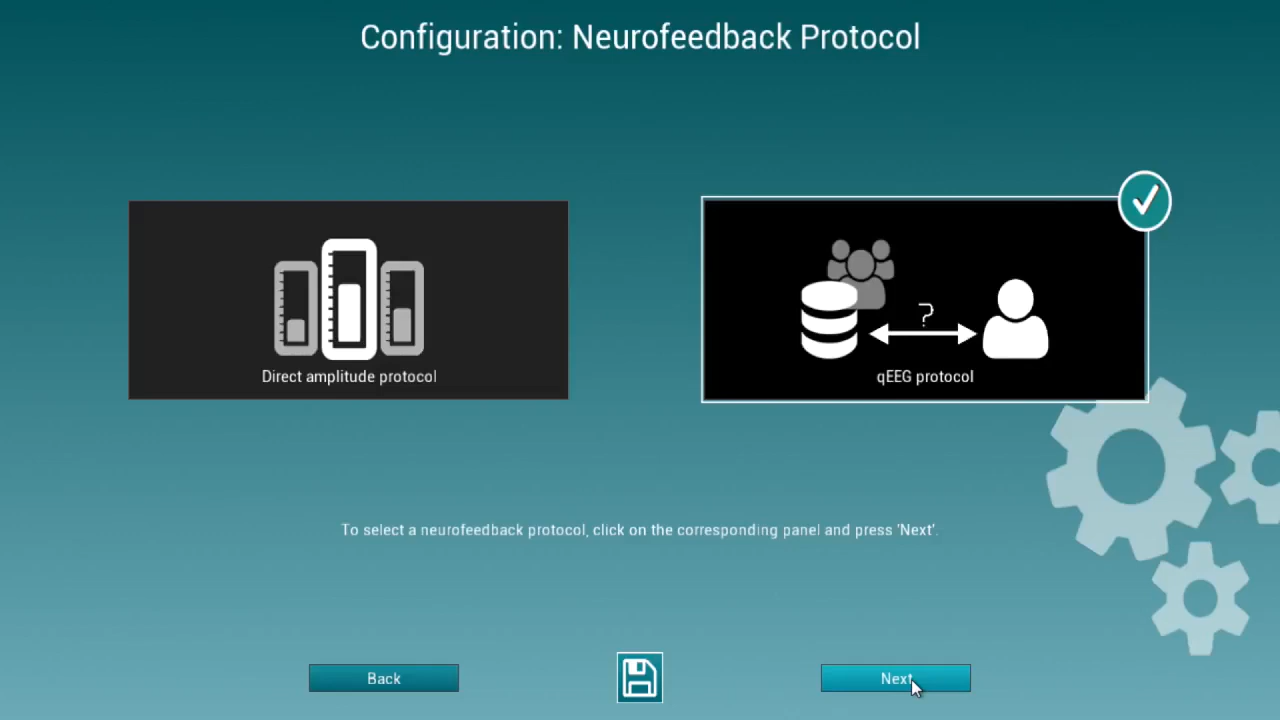 Configuration: Neurofeedback Protocol
Direct amplitude protocol
?
qEEG protocol
To select a neurofeedback protocol, click on the corresponding panel and press 'Next'.
Back
Next